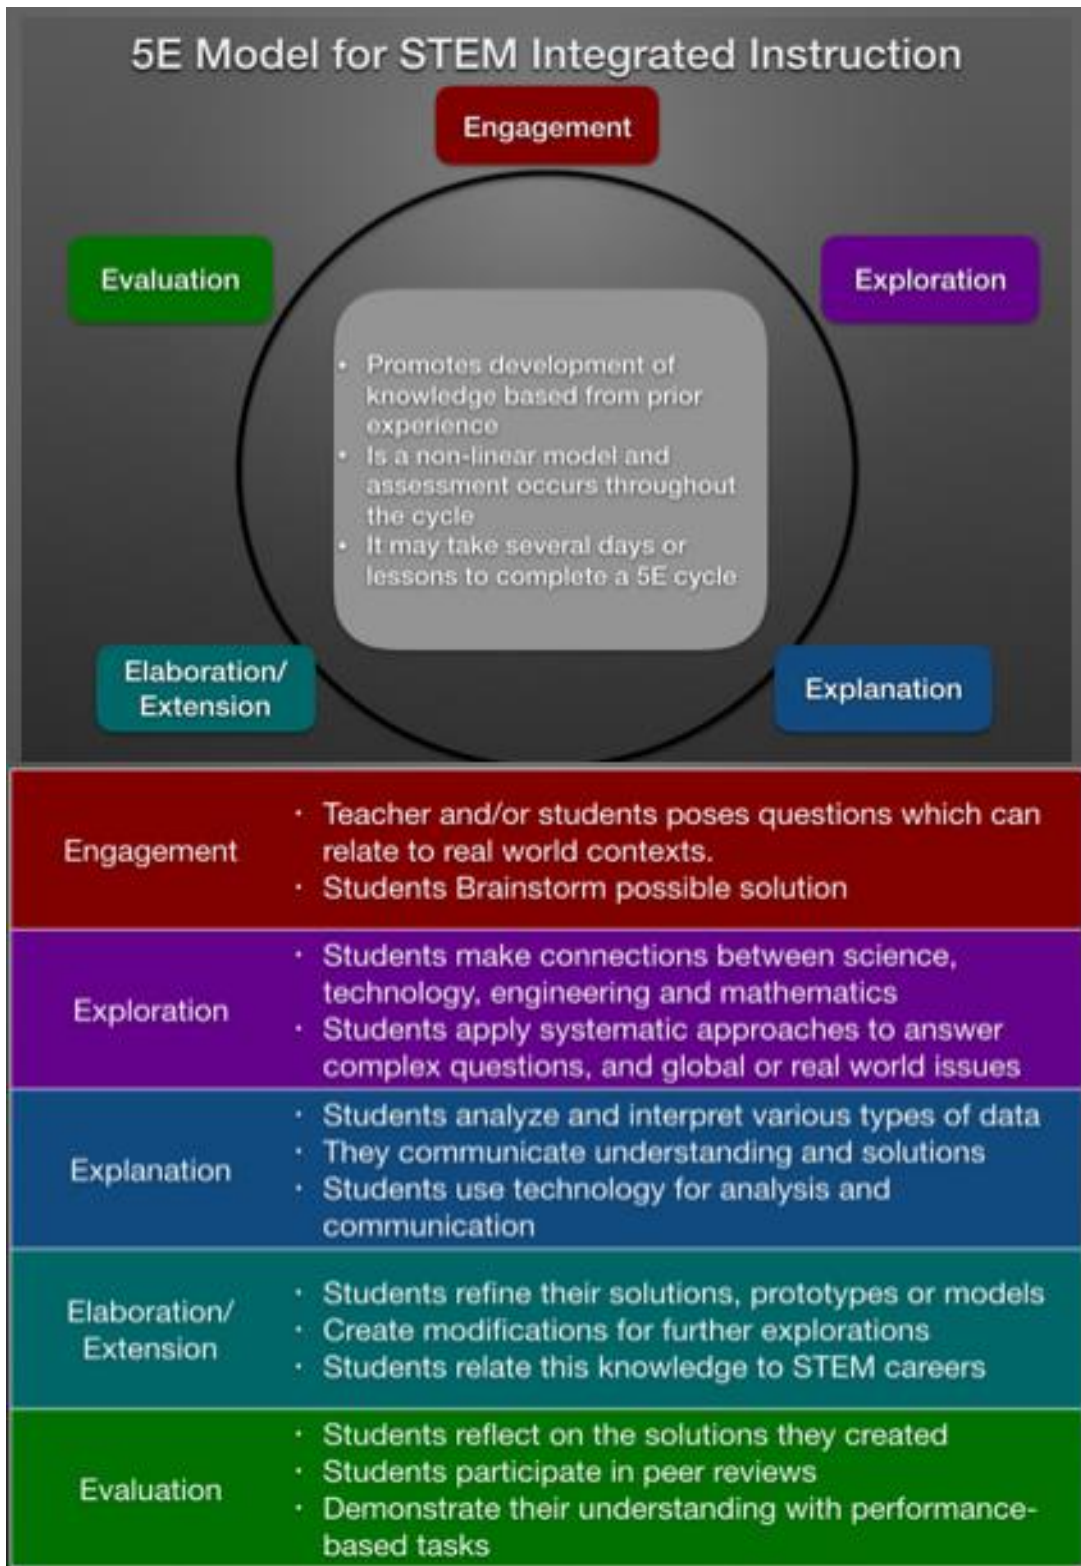 5E Model for STEM Integrated Instruction
Engagement
Evaluation
Exploration
• Promotes development of
knowledge based from prior
experience
• Is a non-linear model and
assessment occurs throughout
the cycle
• It may take several days or
lessons to complete a 5E cycle
Elaboration/
Extension
Explanation
Engagement
· Teacher and/or students poses questions which can
relate to real world contexts.
· Students Brainstorm possible solution
Exploration
· Students make connections between science,
technology, engineering and mathematics
· Students apply systematic approaches to answer
complex questions, and global or real world issues
Explanation
· Students analyze and interpret various types of data
· They communicate understanding and solutions
· Students use technology for analysis and
communication
Elaboration/
Extension
· Students refine their solutions, prototypes or models
· Create modifications for further explorations
· Students relate this knowledge to STEM careers
Evaluation
· Students reflect on the solutions they created
· Students participate in peer reviews
· Demonstrate their understanding with performance-
based tasks